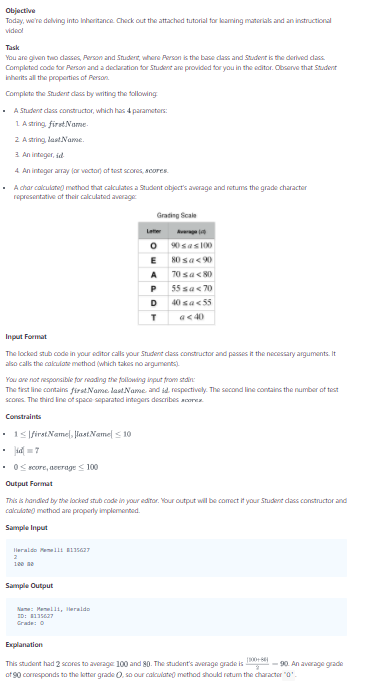 Objective
Today, we're delving into Inheritance. Check out the attached tutorial for learning materials and an instructional
video!
Task
You are given two classes, Person and Student, where Person is the base class and Student is the derived class.
Completed code for Person and a declaration for Student are provided for you in the editor. Observe that Student
inherits all the properties of Person.
Complete the Student class by writing the following:
• A Student class constructor, which has 4 parameters:
1. A string, firstName.
2. A string, lastName.
3. An integer, id.
4. An integer array (or vector) of test scores, scores.
• A char calculate() method that calculates a Student object's average and returns the grade character
representative of their calculated average:
Grading Scale
Letter Average (a)
O 90 ≤ a ≤ 100
E 80 ≤ a < 90
A 70 ≤ a < 80
P 55 ≤ a < 70
D 40 ≤ a < 55
T a < 40
Input Format
The locked stub code in your editor calls your Student class constructor and passes it the necessary arguments. It
also calls the calculate method (which takes no arguments).
You are not responsible for reading the following input from stdin:
The first line contains firstName, lastName, and id, respectively. The second line contains the number of test
scores. The third line of space-separated integers describes scores.
Constraints
• 1 ≤ |firstName|, |lastName| ≤ 10
• |id| = 7
• 0 ≤ score, average ≤ 100
Output Format
This is handled by the locked stub code in your editor. Your output will be correct if your Student class constructor and
calculate() method are properly implemented.
Sample Input
Heraldo Memelli 8135627
2
100 80
Sample Output
Name: Memelli, Heraldo
ID: 8135627
Grade: O
Explanation
This student had 2 scores to average: 100 and 80. The student's average grade is (100+80)/2 = 90. An average grade
of 90 corresponds to the letter grade O, so our calculate() method should return the character 'O'.